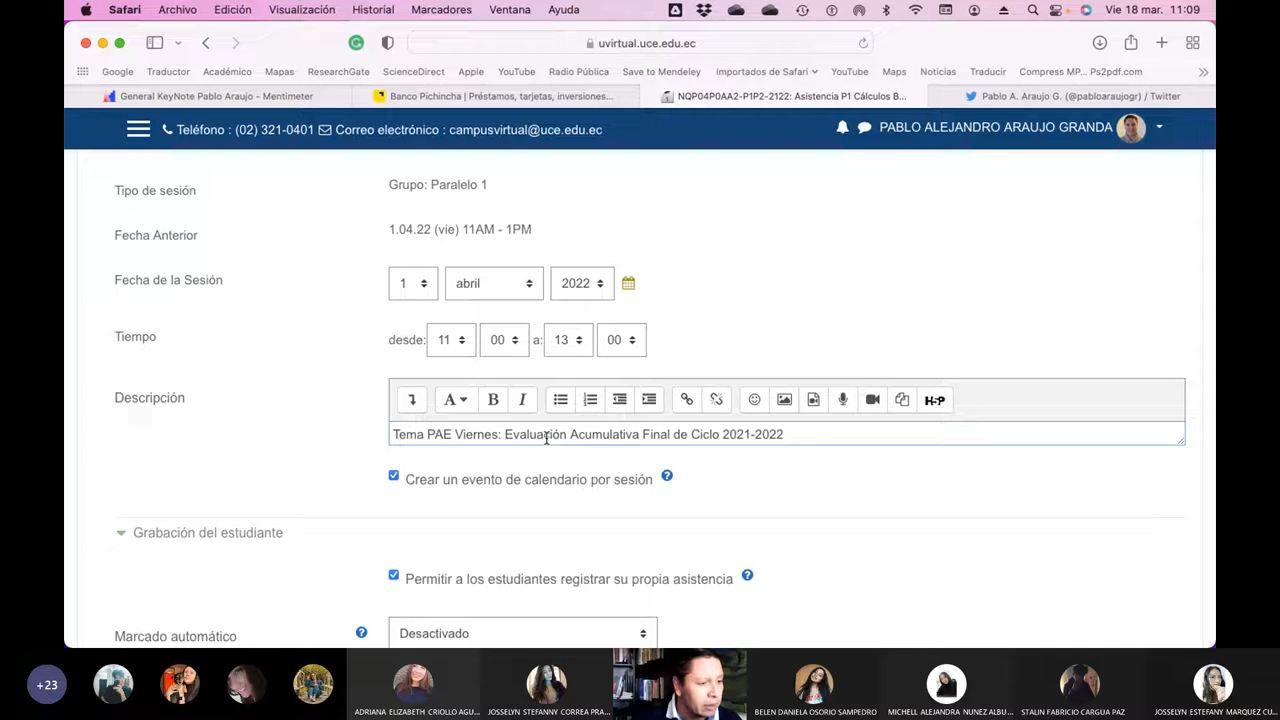 Safari Archivo Edición Visualización Historial Marcadores Ventana Ayuda Vie 18 mar. 11:09
uvirtual.uce.edu.ec
Google Traductor Académico Mapas ResearchGate ScienceDirect Apple YouTube Radio Pública Save to Mendeley Importados de Safari YouTube Maps Noticias Traducir Compress MP... Ps2pdf.com
General KeyNote Pablo Araujo - Mentimeter Banco Pichincha | Préstamos, tarjetas, inversiones... NQP04P0AA2-P1P2-2122: Asistencia P1 Cálculos B... Pablo A. Araujo G. (@pabloaraujogr) / Twitter
Teléfono : (02) 321-0401 Correo electrónico : campusvirtual@uce.edu.ec PABLO ALEJANDRO ARAUJO GRANDA
Tipo de sesión Grupo: Paralelo 1
Fecha Anterior 1.04.22 (vie) 11AM - 1PM
Fecha de la Sesión 1 abril 2022
Tiempo desde: 11 00 a: 13 00
Descripción A B I H-P
Tema PAE Viernes: Evaluación Acumulativa Final de Ciclo 2021-2022
Crear un evento de calendario por sesión ?
Grabación del estudiante
Permitir a los estudiantes registrar su propia asistencia ?
Marcado automático ? Desactivado
+23
ADRIANA ELIZABETH CRIOLLO AGU... JOSSELYN STEFANNY CORREA PRA... BELEN DANIELA OSORIO SAMPEDRO MICHELL ALEJANDRA NUNEZ ALBU... STALIN FABRICIO CARGUA PAZ JOSSELYN ESTEFANY MARQUEZ CU...